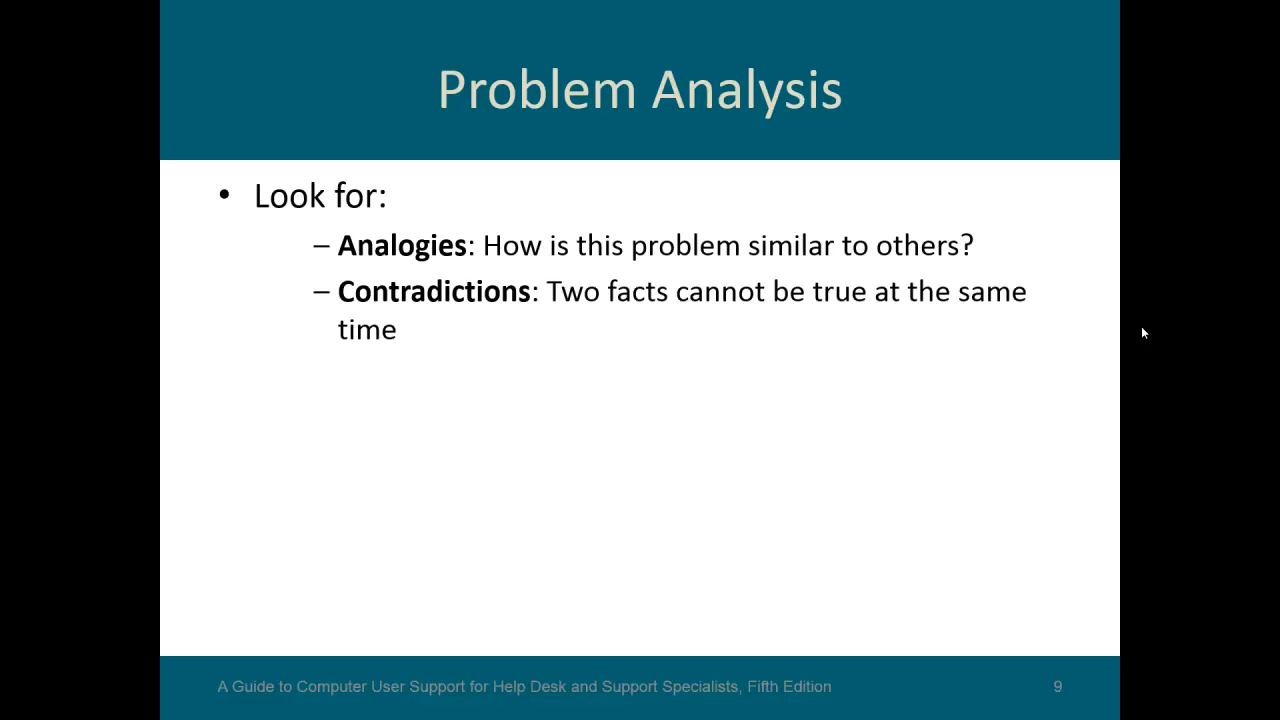 Problem Analysis
• Look for:
– Analogies: How is this problem similar to others?
– Contradictions: Two facts cannot be true at the same
time
A Guide to Computer User Support for Help Desk and Support Specialists, Fifth Edition
9